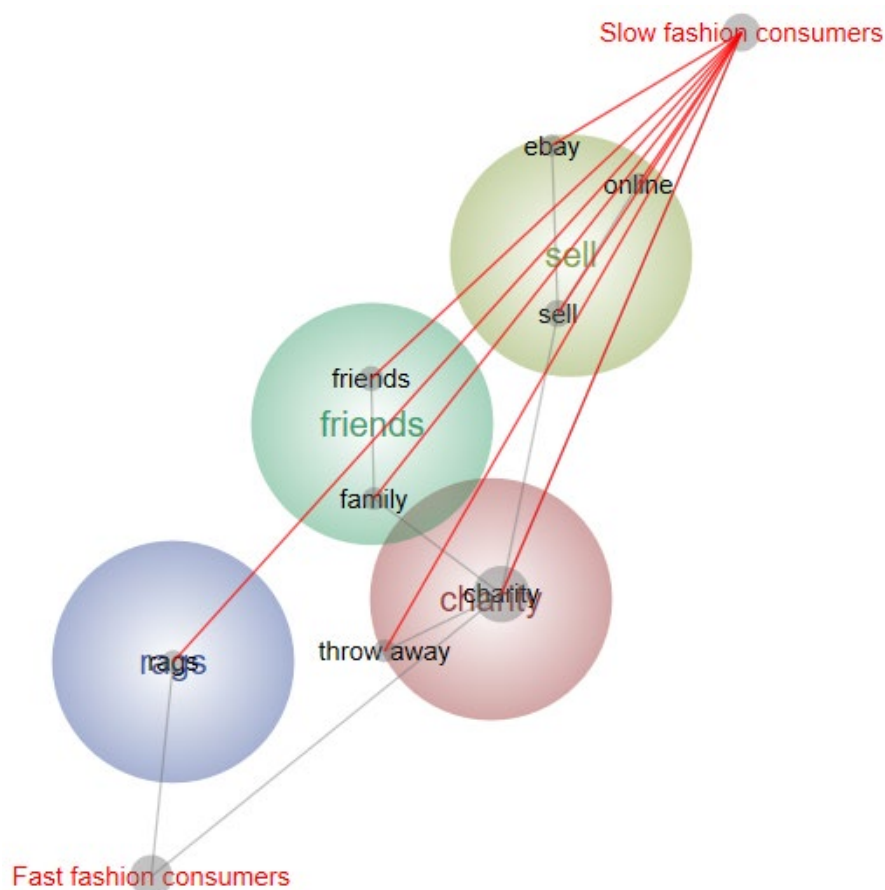 Slow fashion consumers
ebay
online
sell
sell
friends
friends
family
charity
charity
throw away
rags
rags
Fast fashion consumers